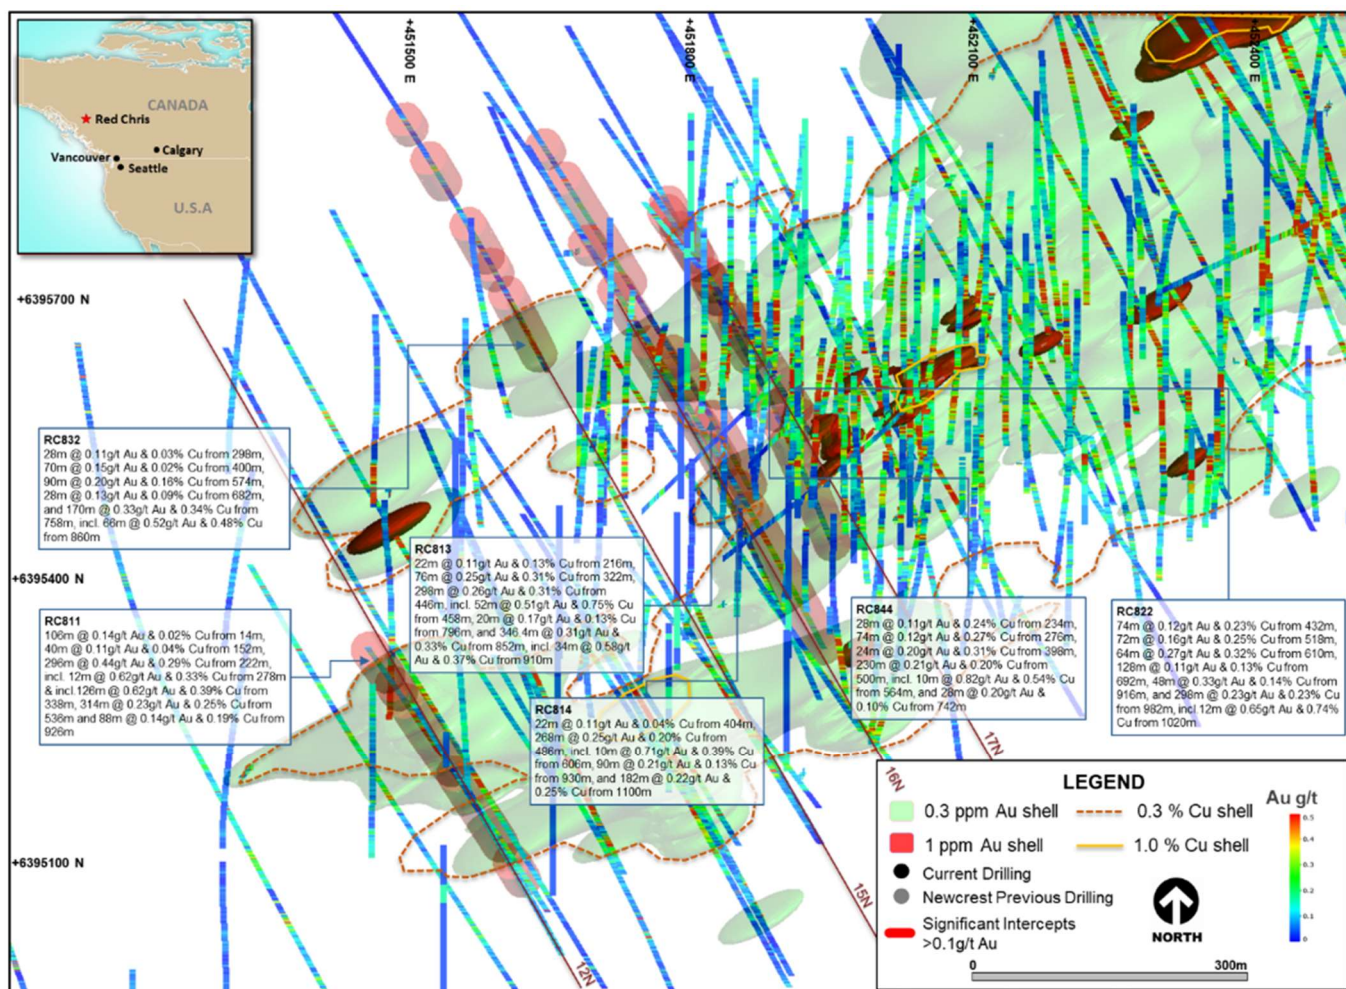 CANADA
Red Chris
Vancouver
Calgary
Seattle
U.S.A
+451500 E
+451800 E
+452100 E
+452400 E
+6395700 N
+6395400 N
+6395100 N
RC832
28m @ 0.11g/t Au & 0.03% Cu from 298m,
70m @ 0.15g/t Au & 0.02% Cu from 400m,
90m @ 0.20g/t Au & 0.16% Cu from 574m,
28m @ 0.13g/t Au & 0.09% Cu from 682m,
and 170m @ 0.33g/t Au & 0.34% Cu from
758m, incl. 66m @ 0.52g/t Au & 0.48% Cu
from 860m
RC811
106m @ 0.14g/t Au & 0.02% Cu from 14m,
40m @ 0.11g/t Au & 0.04% Cu from 152m,
296m @ 0.44g/t Au & 0.29% Cu from 222m,
incl. 12m @ 0.62g/t Au & 0.33% Cu from 278m
& incl.126m @ 0.62g/t Au & 0.39% Cu from
338m, 314m @ 0.23g/t Au & 0.25% Cu from
536m and 88m @ 0.14g/t Au & 0.19% Cu from
926m
RC813
22m @ 0.11g/t Au & 0.13% Cu from 216m,
76m @ 0.25g/t Au & 0.31% Cu from 322m,
298m @ 0.26g/t Au & 0.31% Cu from
446m, incl. 52m @ 0.51g/t Au & 0.75% Cu
from 458m, 20m @ 0.17g/t Au & 0.13% Cu
from 796m, and 346.4m @ 0.31g/t Au &
0.33% Cu from 852m, incl. 34m @ 0.58g/t
Au & 0.37% Cu from 910m
RC814
22m @ 0.11g/t Au & 0.04% Cu from 404m,
268m @ 0.25g/t Au & 0.20% Cu from
486m, incl. 10m @ 0.71g/t Au & 0.39% Cu
from 606m, 90m @ 0.21g/t Au & 0.13% Cu
from 930m, and 182m @ 0.22g/t Au &
0.25% Cu from 1100m
RC844
28m @ 0.11g/t Au & 0.24% Cu from 234m,
74m @ 0.12g/t Au & 0.27% Cu from 276m,
24m @ 0.20g/t Au & 0.31% Cu from 398m,
230m @ 0.21g/t Au & 0.20% Cu from
500m, incl. 10m @ 0.82g/t Au & 0.54% Cu
from 564m, and 28m @ 0.20g/t Au &
0.10% Cu from 742m
RC822
74m @ 0.12g/t Au & 0.23% Cu from 432m,
72m @ 0.16g/t Au & 0.25% Cu from 518m,
64m @ 0.27g/t Au & 0.32% Cu from 610m,
128m @ 0.11g/t Au & 0.13% Cu from
692m, 48m @ 0.33g/t Au & 0.14% Cu from
916m, and 298m @ 0.23g/t Au & 0.23% Cu
from 982m, incl.12m @ 0.65g/t Au & 0.74%
Cu from 1020m
17N
16N
15N
12N
LEGEND
0.3 ppm Au shell
0.3 % Cu shell
1 ppm Au shell
1.0 % Cu shell
Current Drilling
Newcrest Previous Drilling
Significant Intercepts
>0.1g/t Au
NORTH
Au g/t
0.5
0.4
0.3
0.2
0.1
0
0 300m